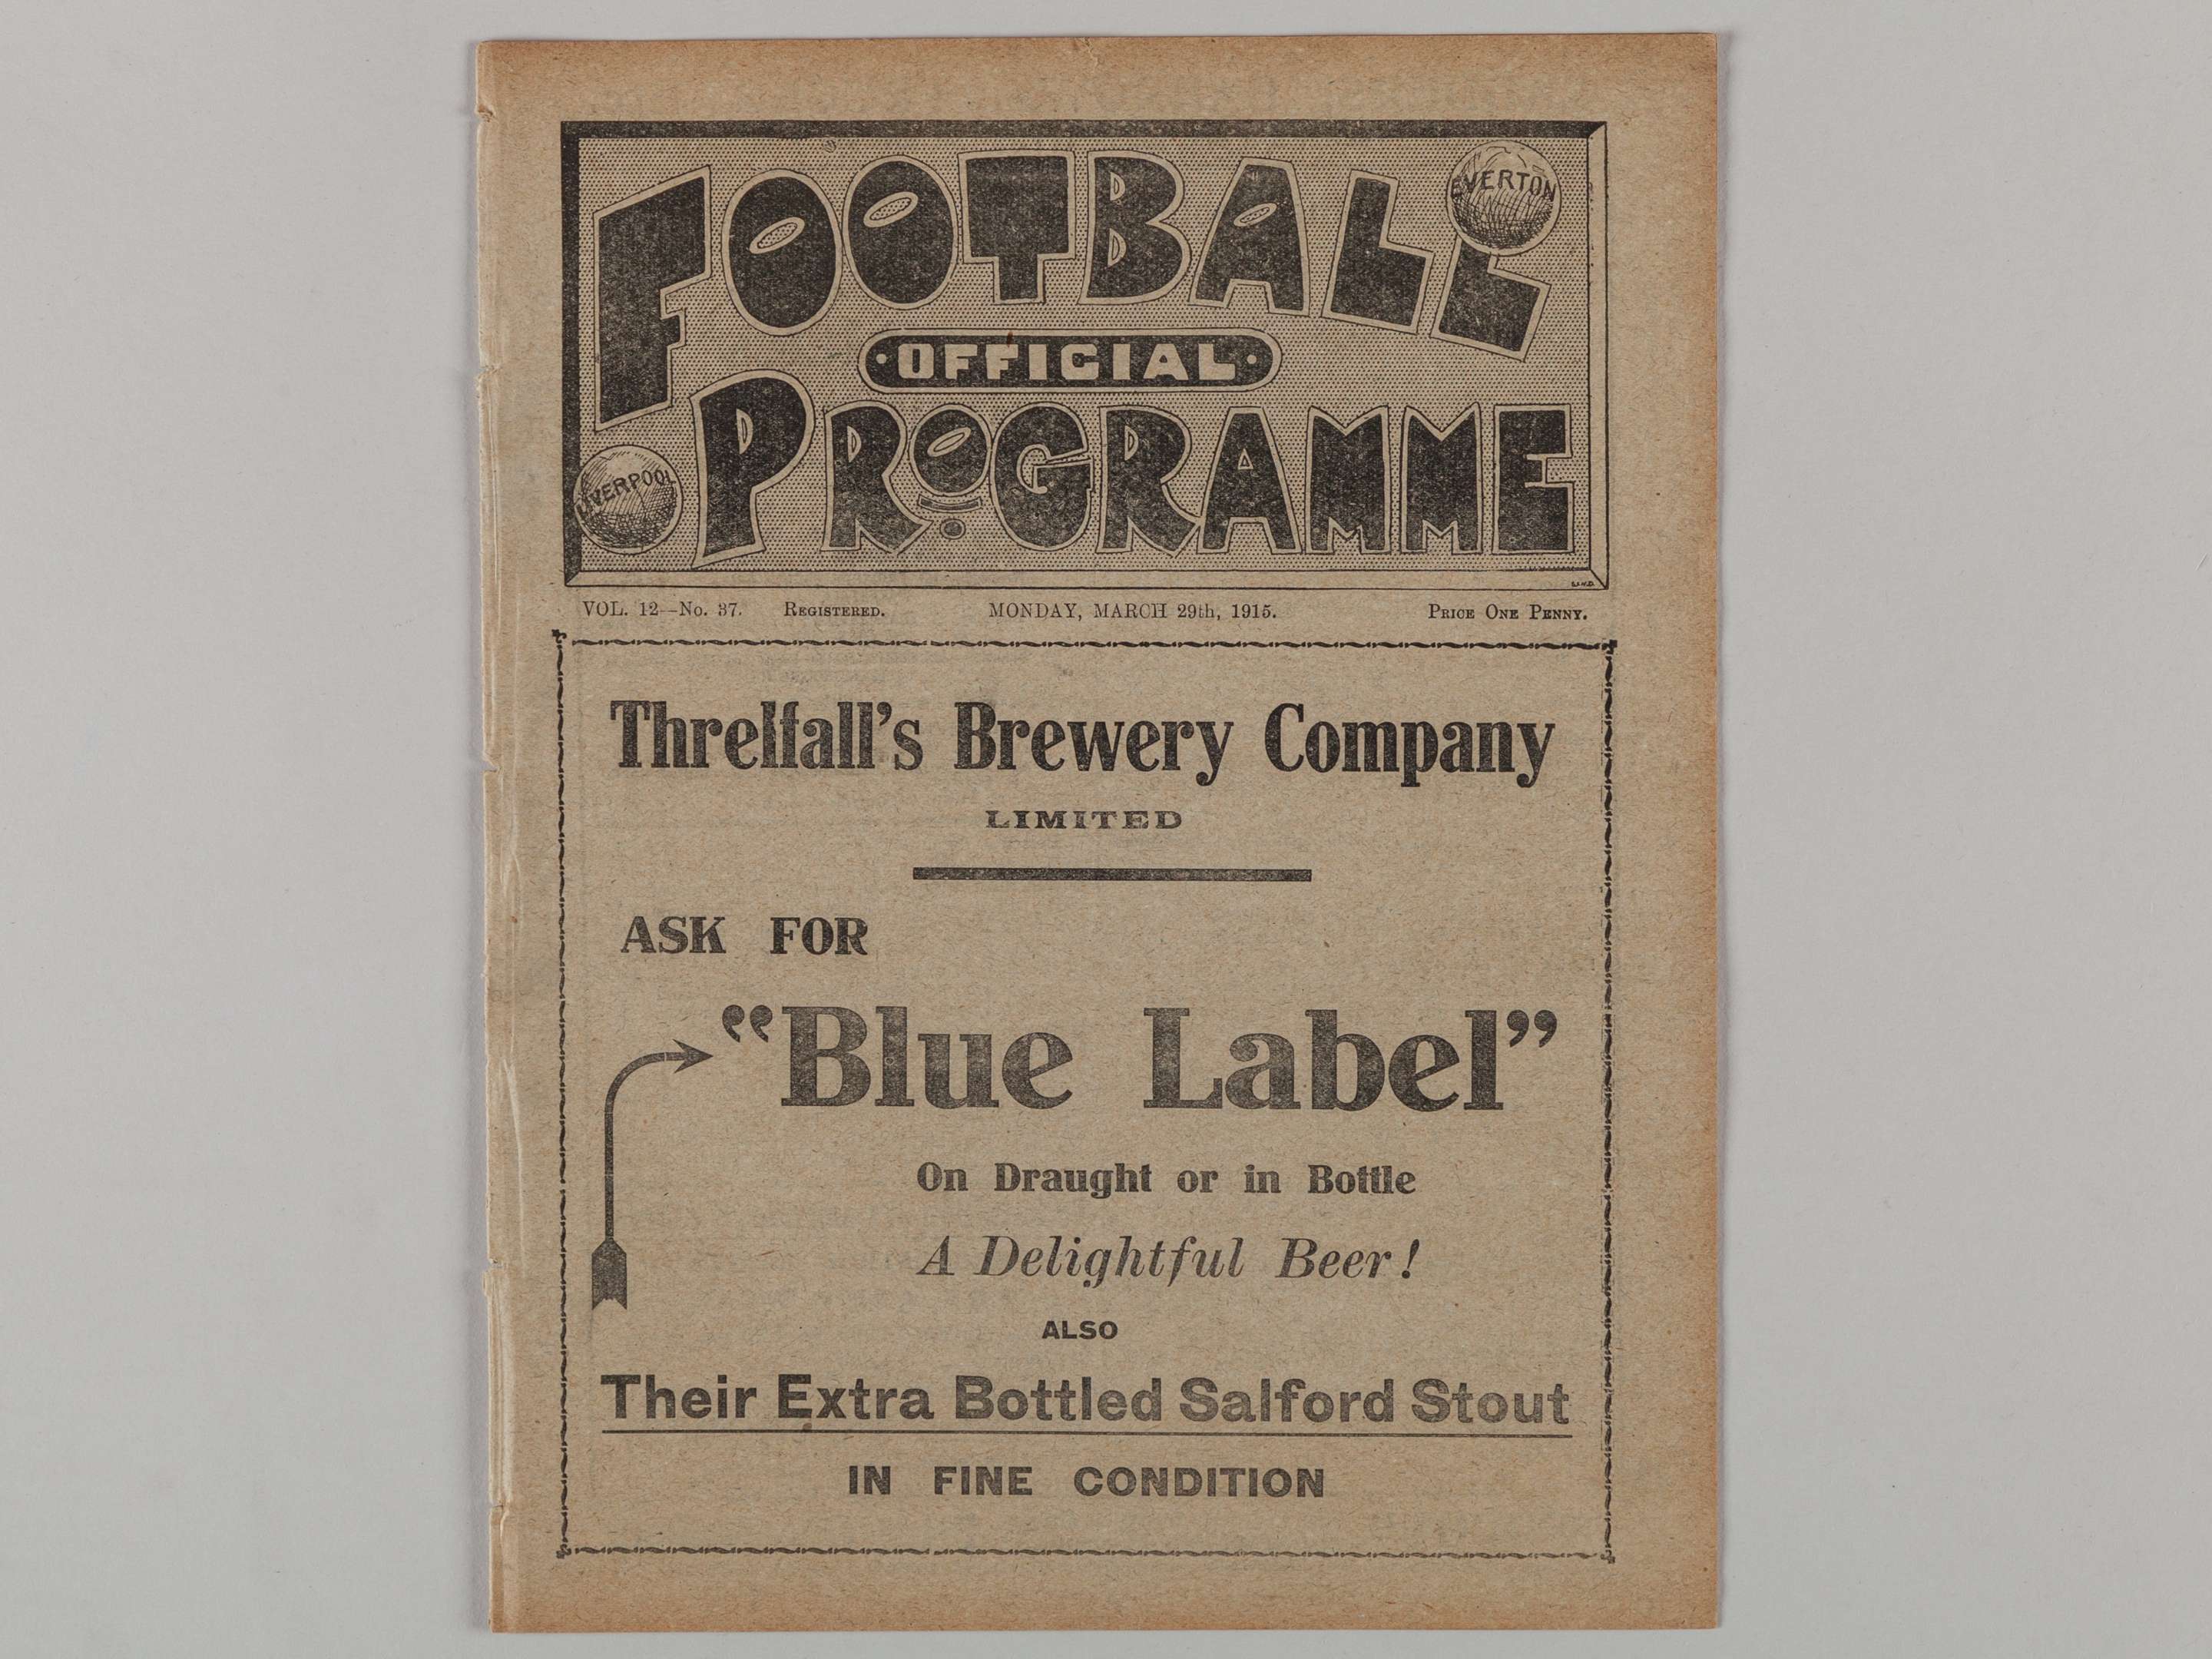 FOOTBALL
EVERTON
·OFFICIAL·
PROGRAMME
LIVERPOOL
VOL. 12—No. 37. REGISTERED. MONDAY, MARCH 29th, 1915. PRICE ONE PENNY.
Threlfall's Brewery Company
LIMITED
ASK FOR
"Blue Label"
On Draught or in Bottle
A Delightful Beer!
ALSO
Their Extra Bottled Salford Stout
IN FINE CONDITION